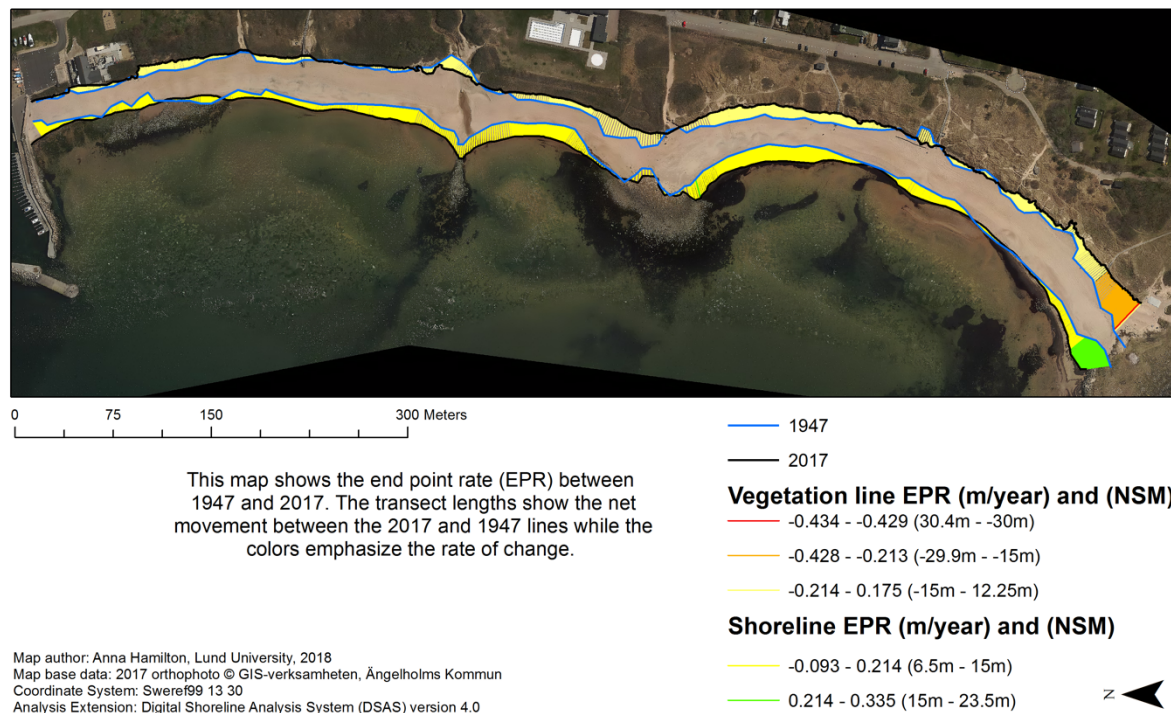 0 75 150 300 Meters
This map shows the end point rate (EPR) between
1947 and 2017. The transect lengths show the net
movement between the 2017 and 1947 lines while the
colors emphasize the rate of change.
Map author: Anna Hamilton, Lund University, 2018
Map base data: 2017 orthophoto © GIS-verksamheten, Ängelholms Kommun
Coordinate System: Sweref99 13 30
Analysis Extension: Digital Shoreline Analysis System (DSAS) version 4.0
1947
2017
Vegetation line EPR (m/year) and (NSM)
-0.434 - -0.429 (30.4m - -30m)
-0.428 - -0.213 (-29.9m - -15m)
-0.214 - 0.175 (-15m - 12.25m)
Shoreline EPR (m/year) and (NSM)
-0.093 - 0.214 (6.5m - 15m)
0.214 - 0.335 (15m - 23.5m)
N